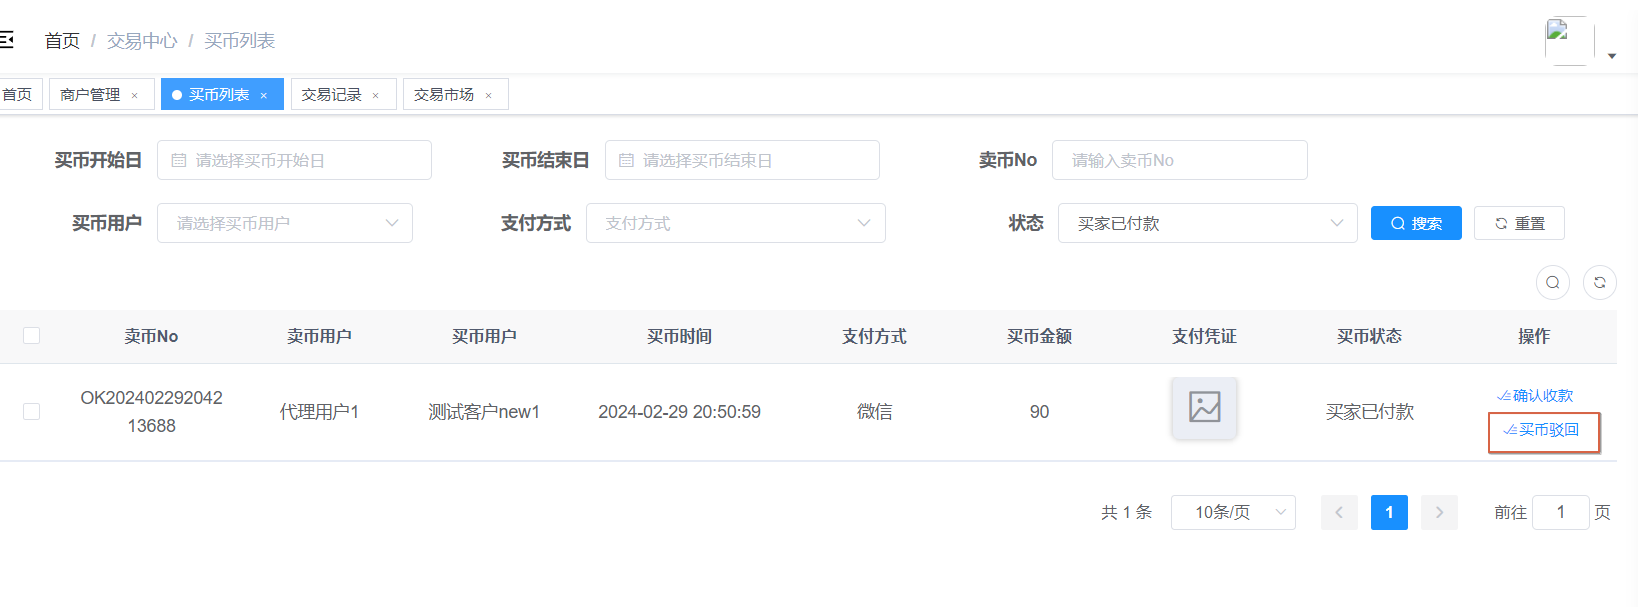 首页 / 交易中心 / 买币列表
首页 商户管理 × 买币列表 × 交易记录 × 交易市场 ×
买币开始日 请选择买币开始日 买币结束日 请选择买币结束日 卖币No 请输入卖币No
买币用户 请选择买币用户 支付方式 支付方式 状态 买家已付款 搜索 重置
卖币No 卖币用户 买币用户 买币时间 支付方式 买币金额 支付凭证 买币状态 操作
OK202402292042
13688 代理用户1 测试客户new1 2024-02-29 20:50:59 微信 90 买家已付款 确认收款
买币驳回
共 1 条 10条/页 1 前往 1 页